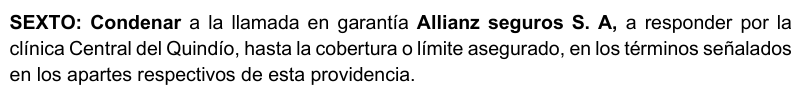 SEXTO: Condenar a la llamada en garantía Allianz seguros S. A, a responder por la
clínica Central del Quindío, hasta la cobertura o límite asegurado, en los términos señalados
en los apartes respectivos de esta providencia.